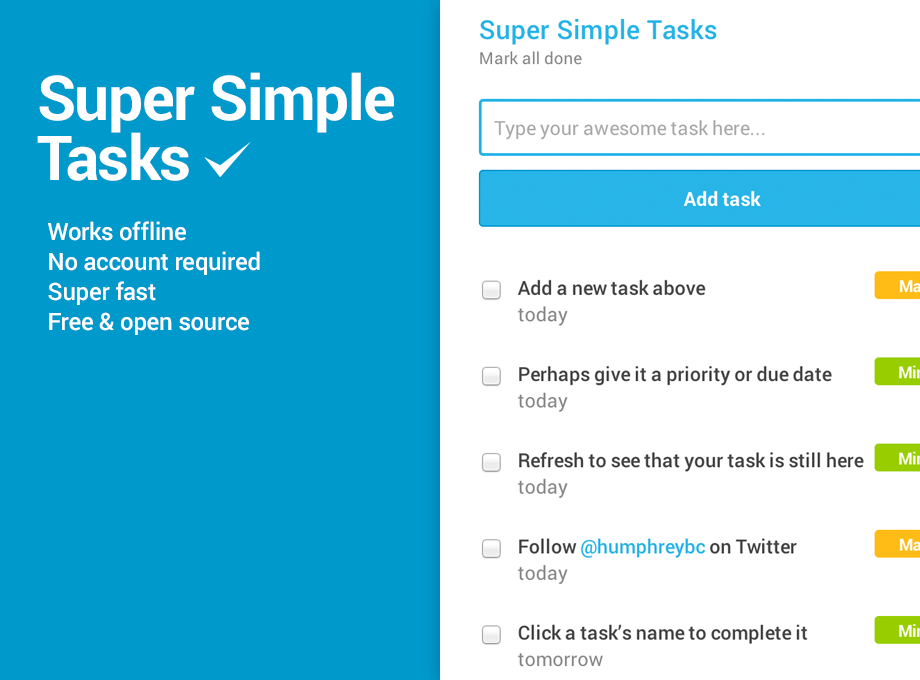 Super Simple
Tasks
Works offline
No account required
Super fast
Free & open source
Super Simple Tasks
Mark all done
Type your awesome task here...
Add task
Add a new task above
Ma
today
Perhaps give it a priority or due date
Min
today
Refresh to see that your task is still here
Min
today
Follow @humphreybc on Twitter
Ma
today
Click a task’s name to complete it
Min
tomorrow